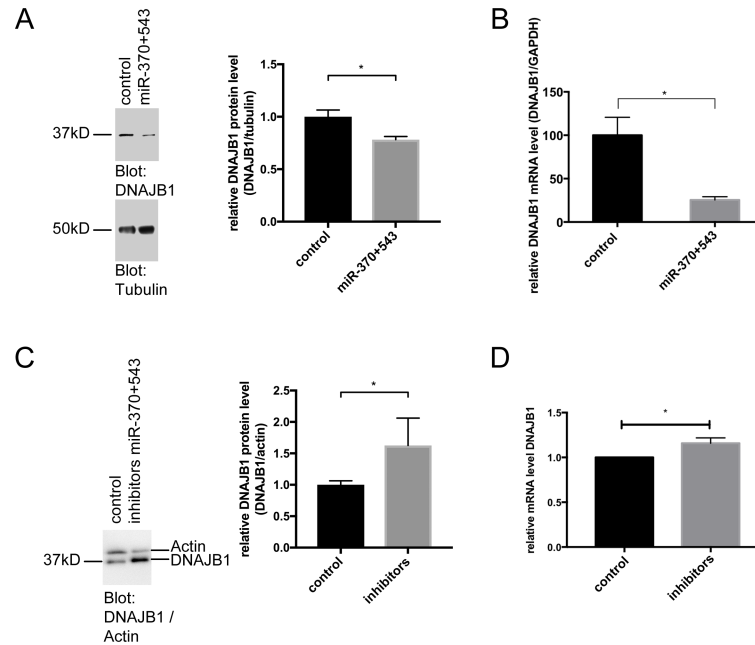 A
control
miR-370+543
37kD
Blot:
DNAJB1
50kD
Blot:
Tubulin
relative DNAJB1 protein level
(DNAJB1/tubulin)
1.5
1.0
0.5
0.0
*
control
miR-370+543
B
relative DNAJB1 mRNA level (DNAJB1/GAPDH)
150
100
50
0
*
control
miR-370+543
C
control
inhibitors miR-370+543
Actin
37kD
DNAJB1
Blot:
DNAJB1 /
Actin
relative DNAJB1 protein level
(DNAJB1/actin)
2.5
2.0
1.5
1.0
0.5
0.0
*
control
inhibitors
D
relative mRNA level DNAJB1
1.5
1.0
0.5
0.0
*
control
inhibitors